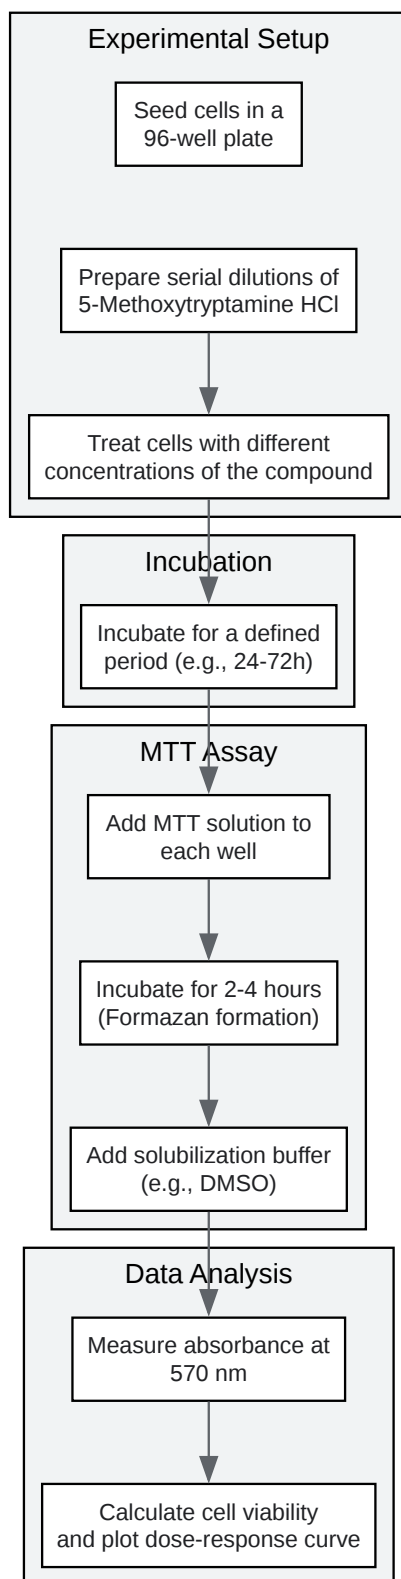 Experimental Setup
Seed cells in a
96-well plate
Prepare serial dilutions of
5-Methoxytryptamine HCl
Treat cells with different
concentrations of the compound
Incubation
Incubate for a defined
period (e.g., 24-72h)
MTT Assay
Add MTT solution to
each well
Incubate for 2-4 hours
(Formazan formation)
Add solubilization buffer
(e.g., DMSO)
Data Analysis
Measure absorbance at
570 nm
Calculate cell viability
and plot dose-response curve